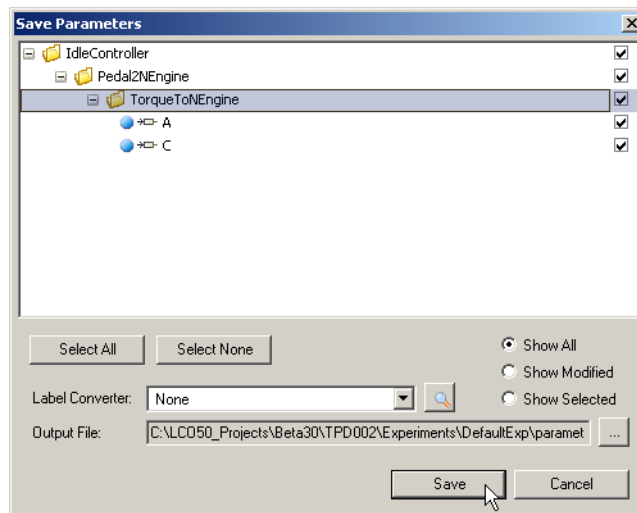 Save Parameters
IdleController
Pedal2NEngine
TorqueToNEngine
A
C
Select All Select None
Show All
Show Modified
Label Converter: None Show Selected
Output File: C:\LCO50_Projects\Beta30\TPD002\Experiments\DefaultExp\paramet ...
Save Cancel